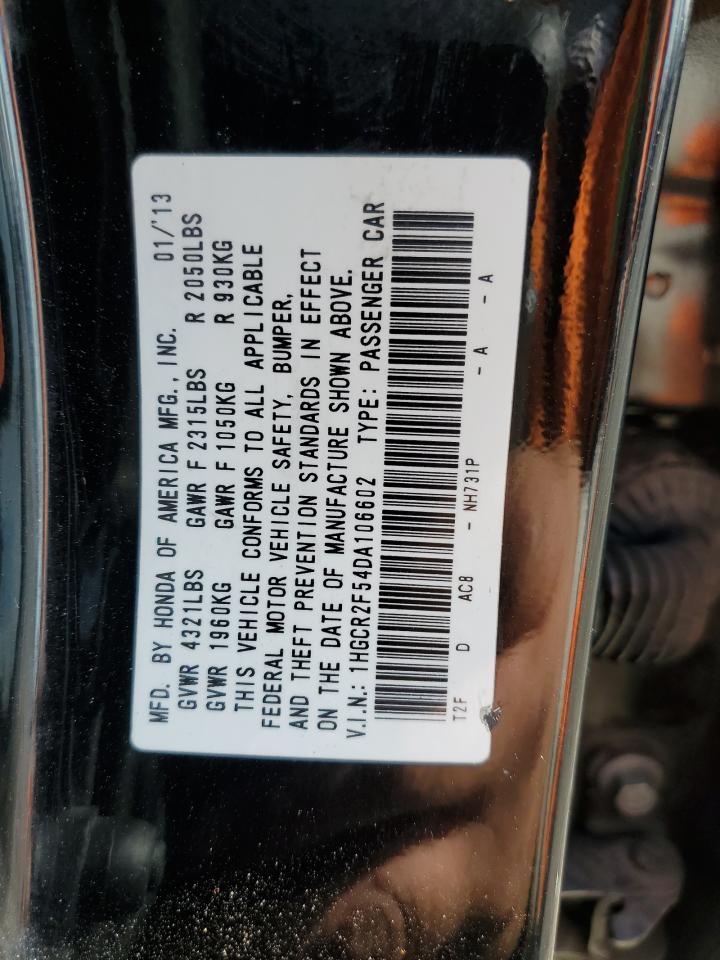 MFD. BY HONDA OF AMERICA MFG., INC. 01/'13
GVWR 4321LBS GAWR F 2315LBS R 2050LBS
GVWR 1960KG GAWR F 1050KG R 930KG
THIS VEHICLE CONFORMS TO ALL APPLICABLE
FEDERAL MOTOR VEHICLE SAFETY, BUMPER,
AND THEFT PREVENTION STANDARDS IN EFFECT
ON THE DATE OF MANUFACTURE SHOWN ABOVE.
V.I.N.: 1HGCR2F54DA106602 TYPE: PASSENGER CAR
T2F D AC8 - NH731P - A - A